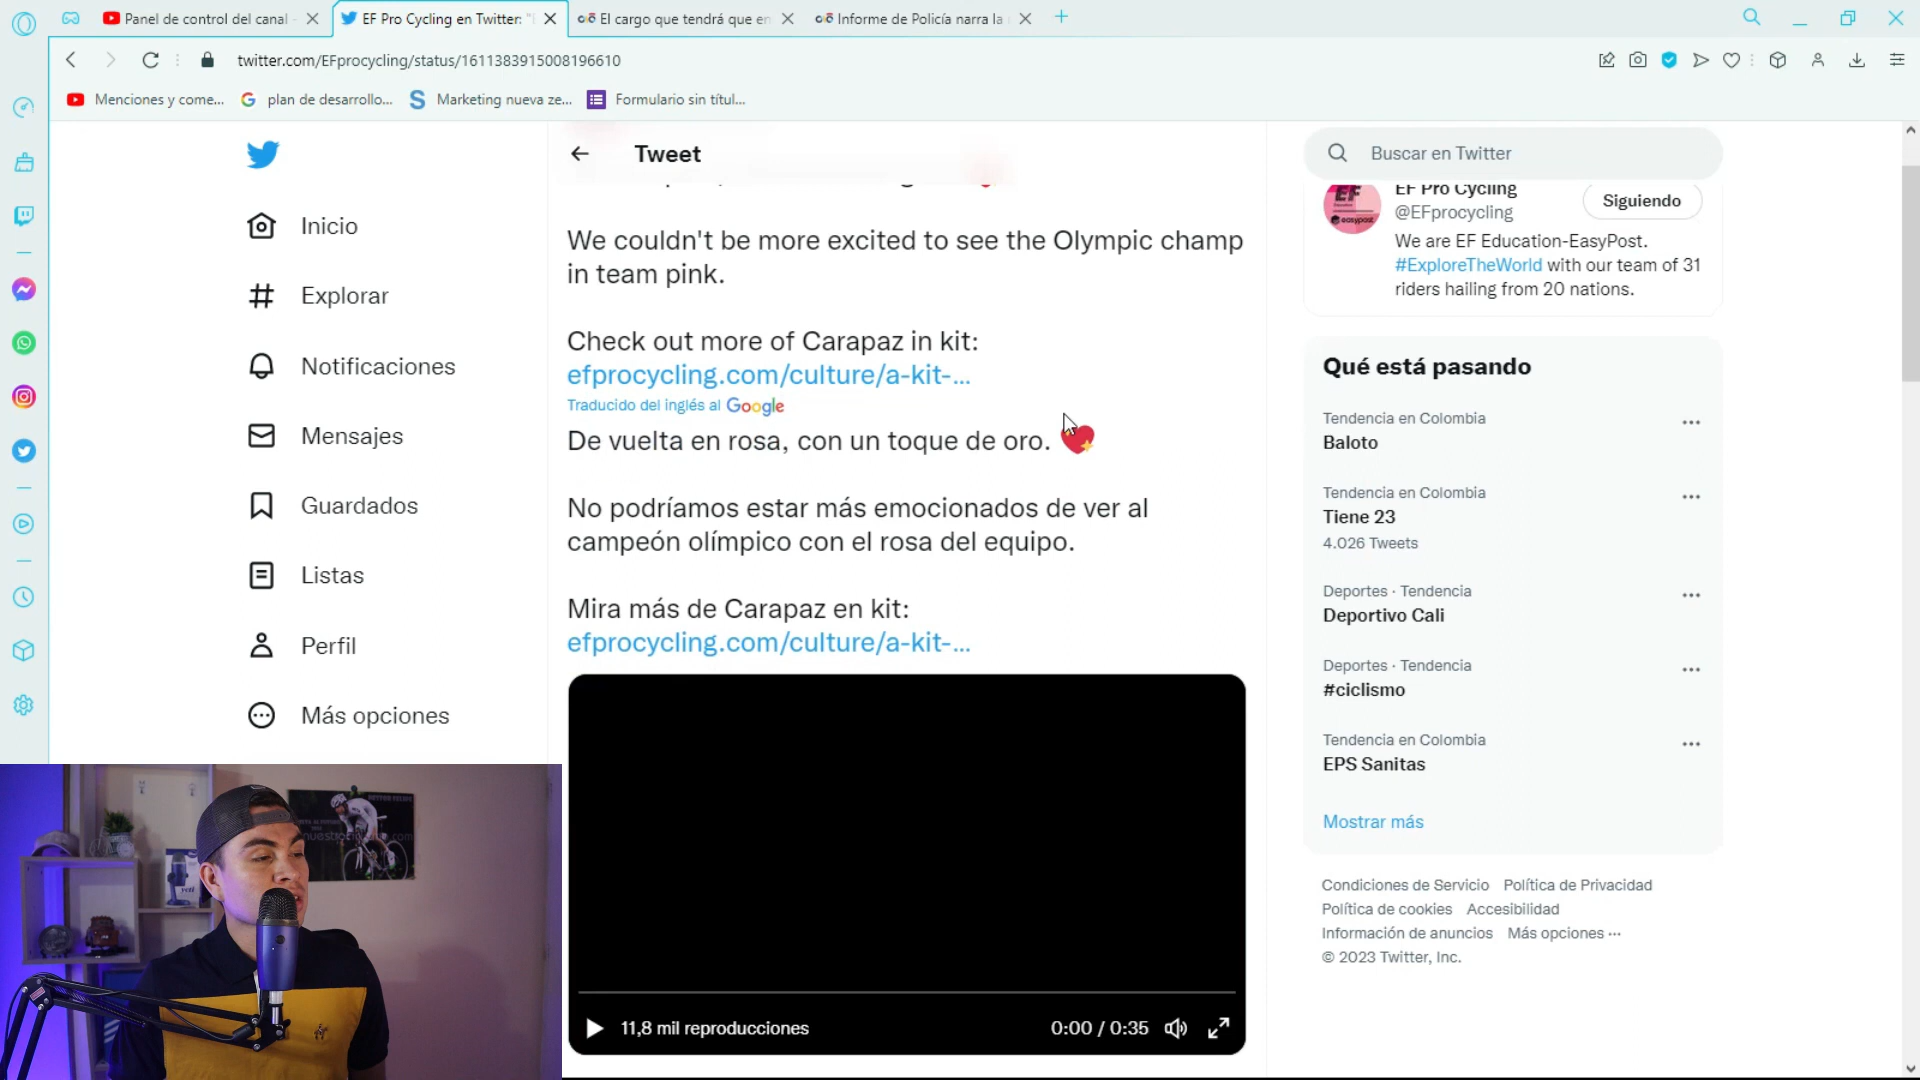 Panel de control del canal
EF Pro Cycling en Twitter: "E
El cargo que tendrá que en
Informe de Policía narra la
twitter.com/EFprocycling/status/1611383915008196610
Menciones y come...
plan de desarrollo...
Marketing nueva ze...
Formulario sin títul...
Tweet
Buscar en Twitter
Inicio
Explorar
Notificaciones
Mensajes
Guardados
Listas
Perfil
Más opciones
We couldn't be more excited to see the Olympic champ
in team pink.
Check out more of Carapaz in kit:
efprocycling.com/culture/a-kit-...
Traducido del inglés al Google
De vuelta en rosa, con un toque de oro.
No podríamos estar más emocionados de ver al
campeón olímpico con el rosa del equipo.
Mira más de Carapaz en kit:
efprocycling.com/culture/a-kit-...
11,8 mil reproducciones
0:00 / 0:35
EF
easypost
EF Pro Cycling
@EFprocycling
Siguiendo
We are EF Education-EasyPost.
#ExploreTheWorld with our team of 31
riders hailing from 20 nations.
Qué está pasando
Tendencia en Colombia
Baloto
Tendencia en Colombia
Tiene 23
4.026 Tweets
Deportes · Tendencia
Deportivo Cali
Deportes · Tendencia
#ciclismo
Tendencia en Colombia
EPS Sanitas
Mostrar más
Condiciones de Servicio Política de Privacidad
Política de cookies Accesibilidad
Información de anuncios Más opciones ···
© 2023 Twitter, Inc.
yeti